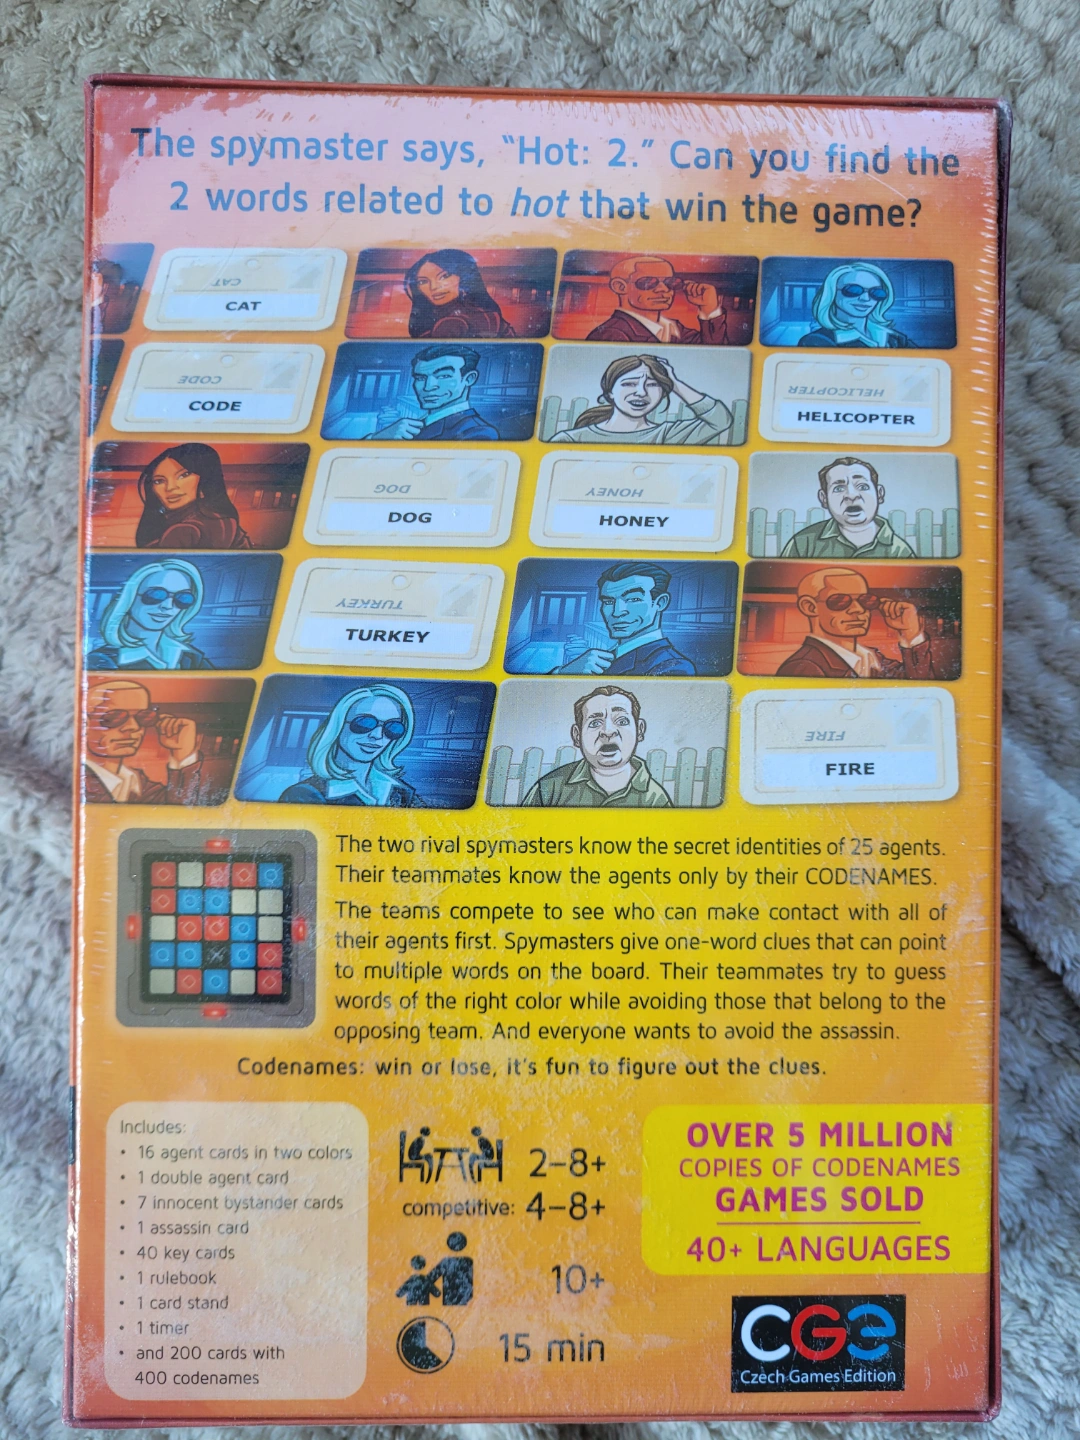 The spymaster says, “Hot: 2.” Can you find the
2 words related to hot that win the game?
CAT
CAT
CODE
CODE
HELICOPTER
HELICOPTER
DOG
DOG
HONEY
HONEY
TURKEY
TURKEY
FIRE
FIRE
The two rival spymasters know the secret identities of 25 agents.
Their teammates know the agents only by their CODENAMES.
The teams compete to see who can make contact with all of
their agents first. Spymasters give one-word clues that can point
to multiple words on the board. Their teammates try to guess
words of the right color while avoiding those that belong to the
opposing team. And everyone wants to avoid the assassin.
Codenames: win or lose, it's fun to figure out the clues.
Includes:
• 16 agent cards in two colors
• 1 double agent card
• 7 innocent bystander cards
• 1 assassin card
• 40 key cards
• 1 rulebook
• 1 card stand
• 1 timer
• and 200 cards with
400 codenames
2–8+
competitive: 4–8+
10+
15 min
OVER 5 MILLION
COPIES OF CODENAMES
GAMES SOLD
40+ LANGUAGES
CGE
Czech Games Edition